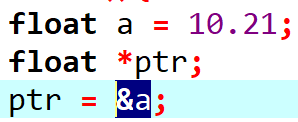 float a = 10.21;
float *ptr;
ptr = &a;